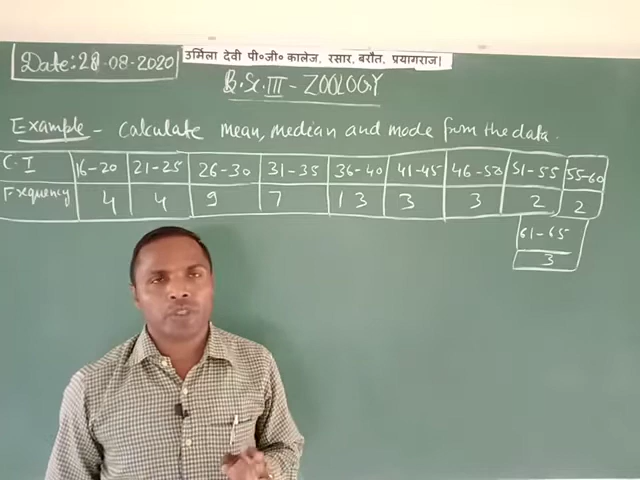 Date: 28-08-2020
उर्मिला देवी पी०जी० कालेज, रसार, बरौत, प्रयागराज।
B.Sc. III - ZOOLOGY
Example - Calculate mean, median and mode from the data.
C.I 16-20 21-25 26-30 31-35 36-40 41-45 46-50 51-55 55-60
Frequency 4 4 9 7 13 3 3 2 2
61-65
3